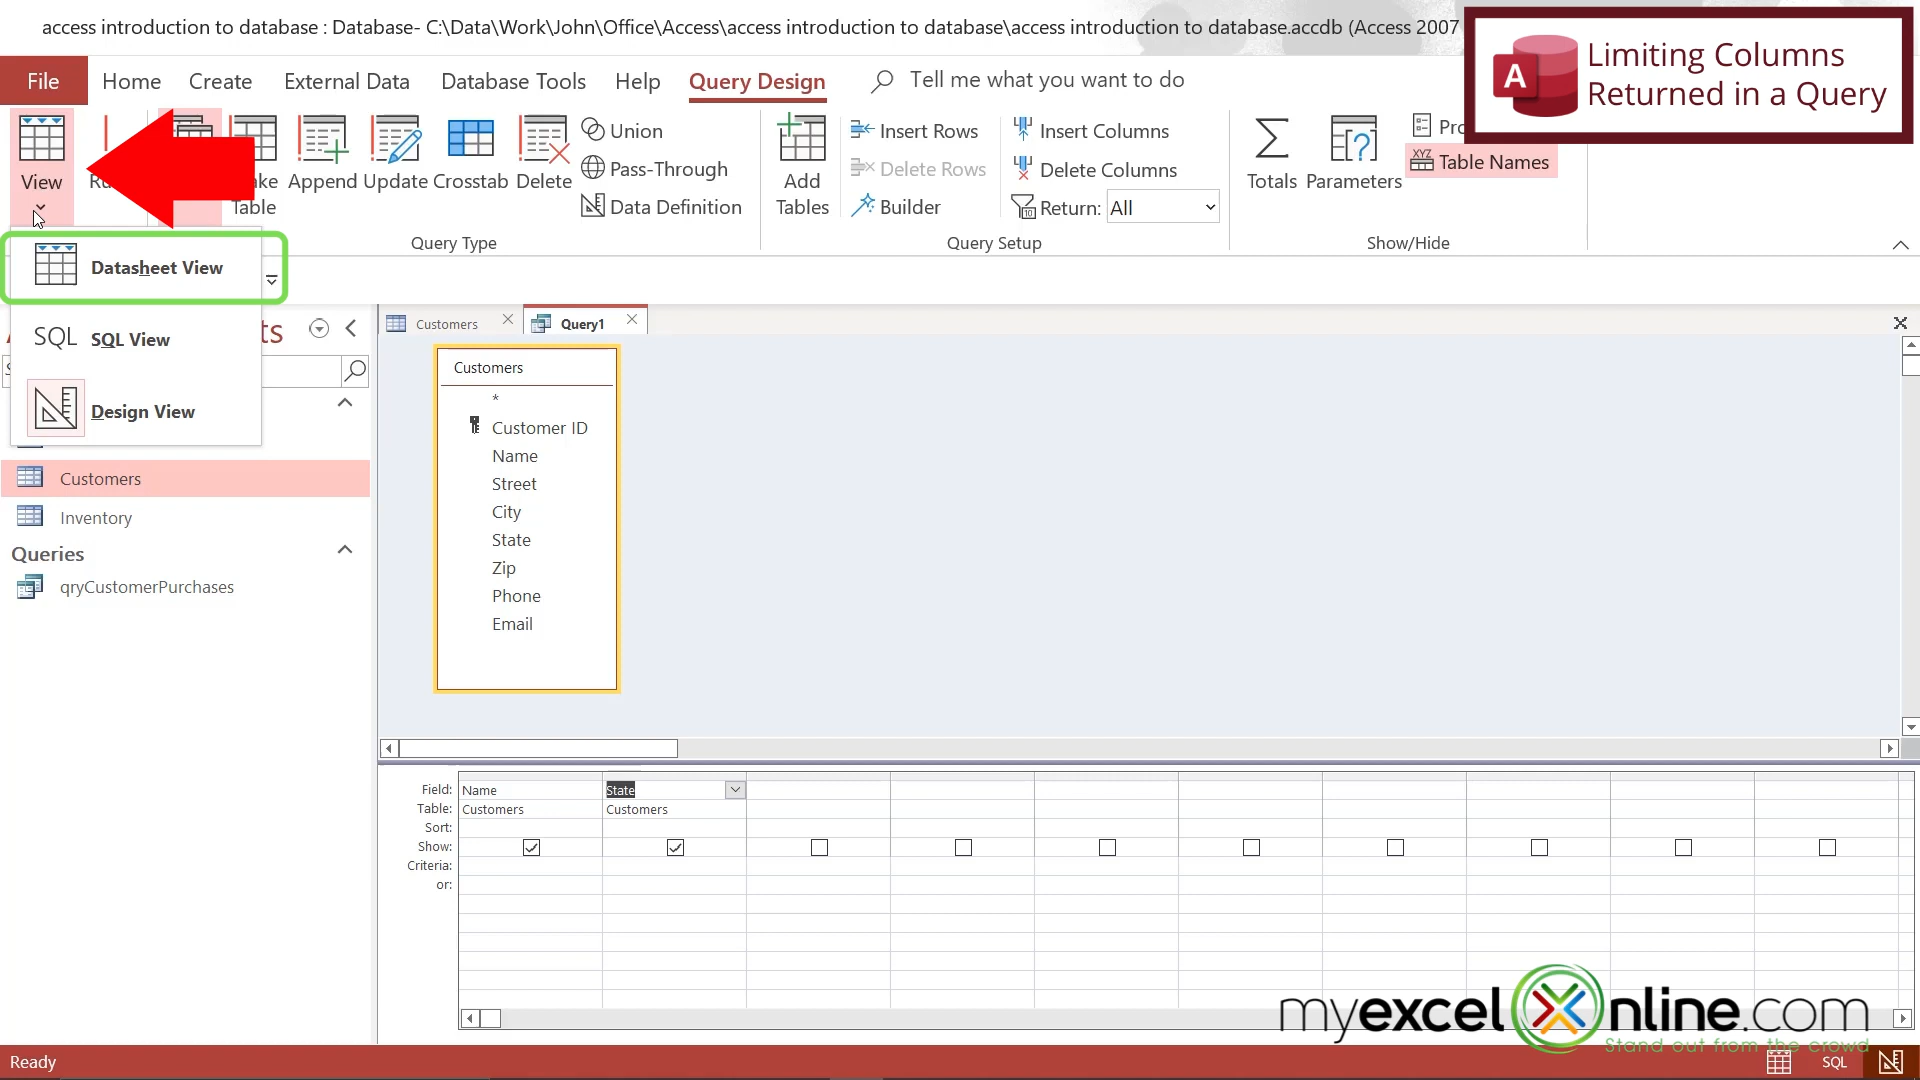 access introduction to database : Database- C:\Data\Work\John\Office\Access\access introduction to database\access introduction to database.accdb (Access 2007
A Limiting Columns
Returned in a Query
File Home Create External Data Database Tools Help Query Design Tell me what you want to do
View
Append Update Crosstab Delete
Table
Union
Pass-Through
Data Definition
Query Type
Add
Tables
Insert Rows
Delete Rows
Builder
Insert Columns
Delete Columns
Return: All
Query Setup
Totals Parameters
XYZ Table Names
Show/Hide
Datasheet View
SQL SQL View
Design View
Customers
Inventory
Queries
qryCustomerPurchases
Customers Query1
Customers
*
Customer ID
Name
Street
City
State
Zip
Phone
Email
Field: Name State
Table: Customers Customers
Sort:
Show:
Criteria:
or:
myexcelonline.com
Stand out from the crowd
Ready SQL